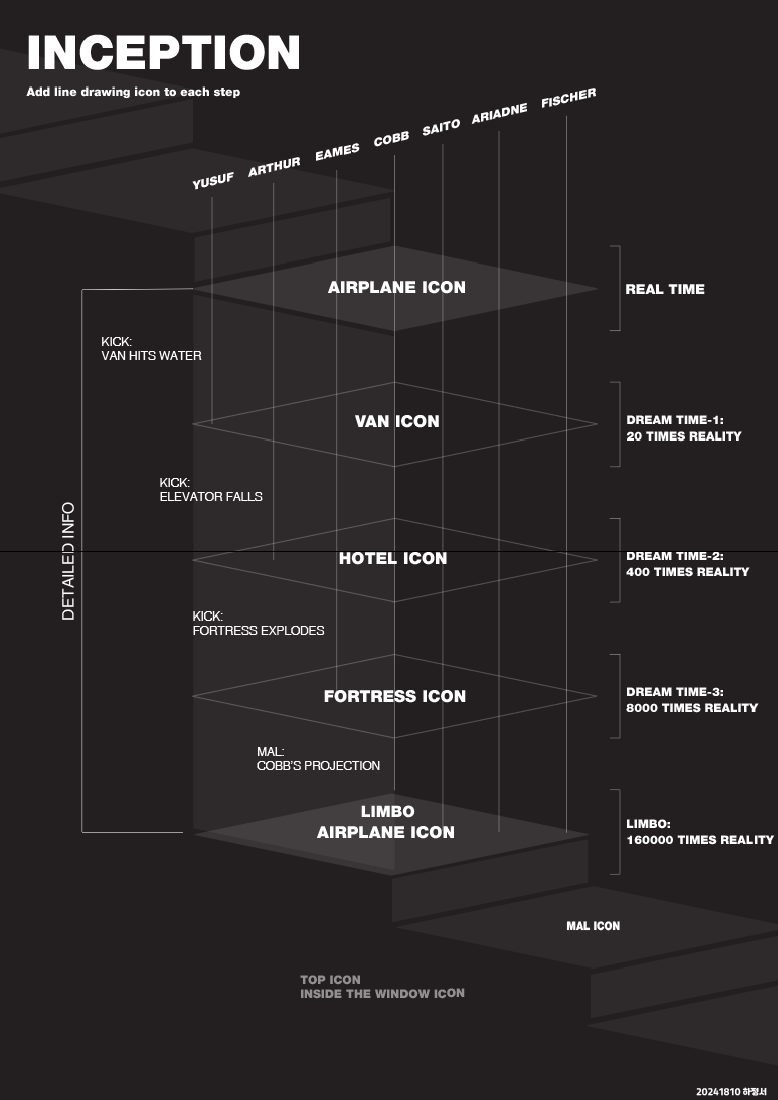 INCEPTION
Add line drawing icon to each step
YUSUF
ARTHUR
EAMES
COBB
SAITO
ARIADNE
FISCHER
AIRPLANE ICON
REAL TIME
KICK:
VAN HITS WATER
VAN ICON
DREAM TIME-1:
20 TIMES REALITY
KICK:
ELEVATOR FALLS
DETAILED INFO
HOTEL ICON
DREAM TIME-2:
400 TIMES REALITY
KICK:
FORTRESS EXPLODES
FORTRESS ICON
DREAM TIME-3:
8000 TIMES REALITY
MAL:
COBB'S PROJECTION
LIMBO
AIRPLANE ICON
LIMBO:
160000 TIMES REALITY
MAL ICON
TOP ICON
INSIDE THE WINDOW ICON
20241810 하정서